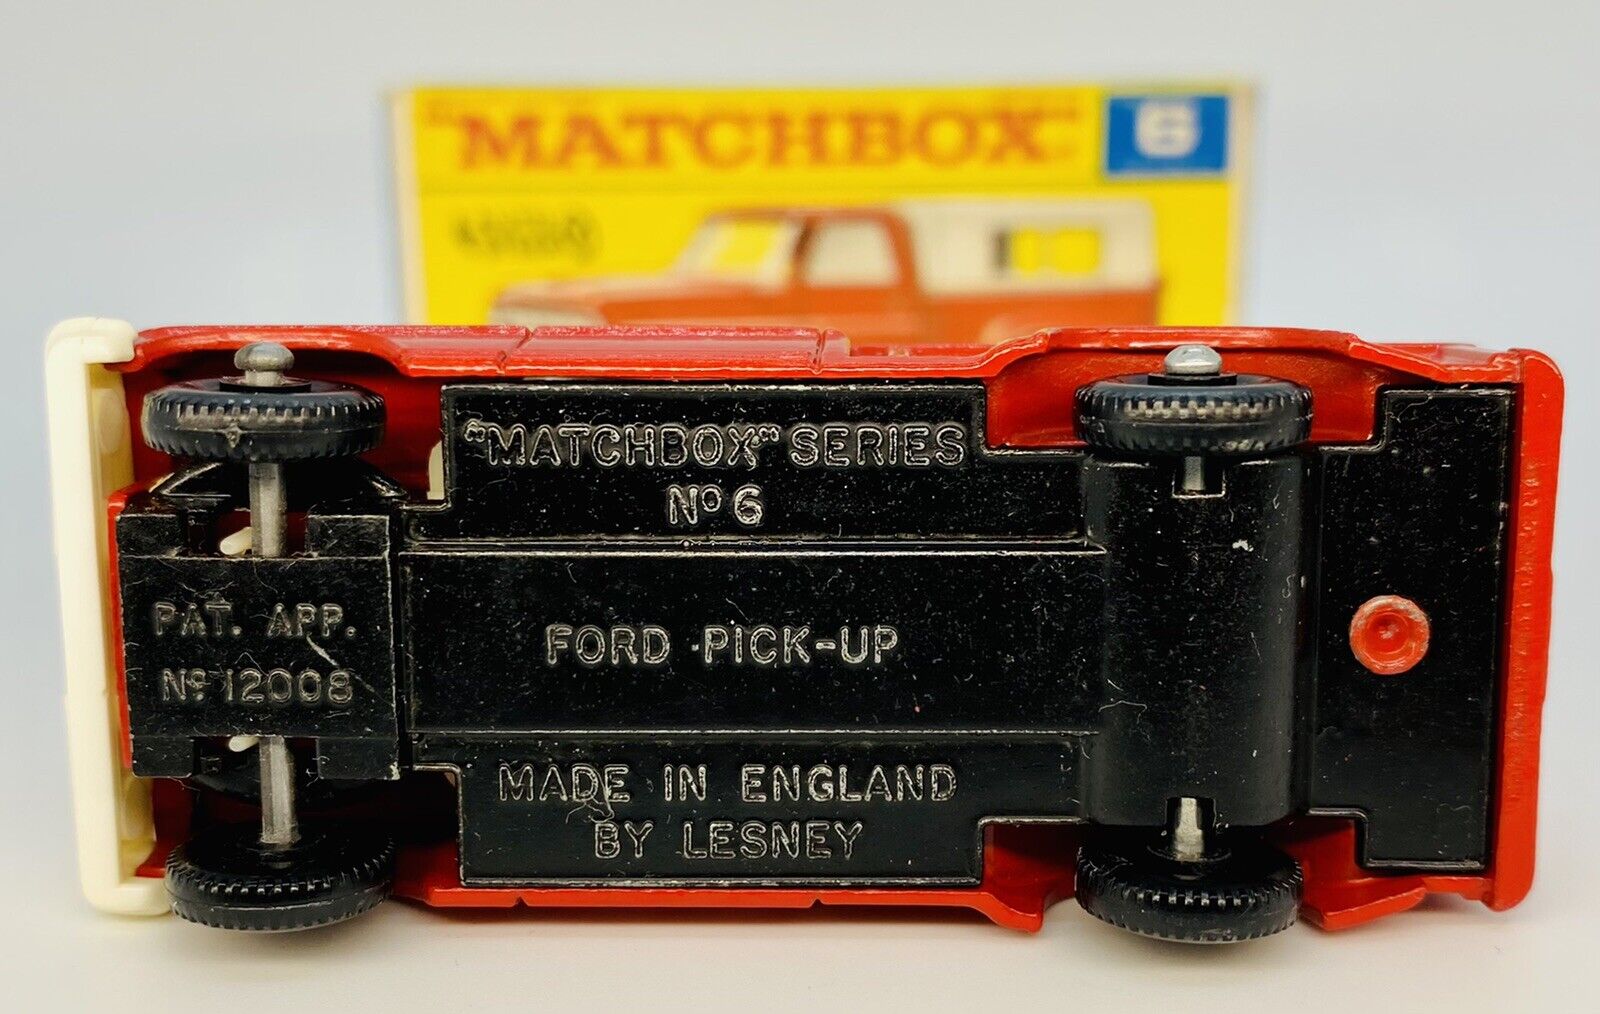 "MATCHBOX" 6
"MATCHBOX" SERIES
Nº 6
PAT. APP.
Nº 12008
FORD PICK-UP
MADE IN ENGLAND
BY LESNEY